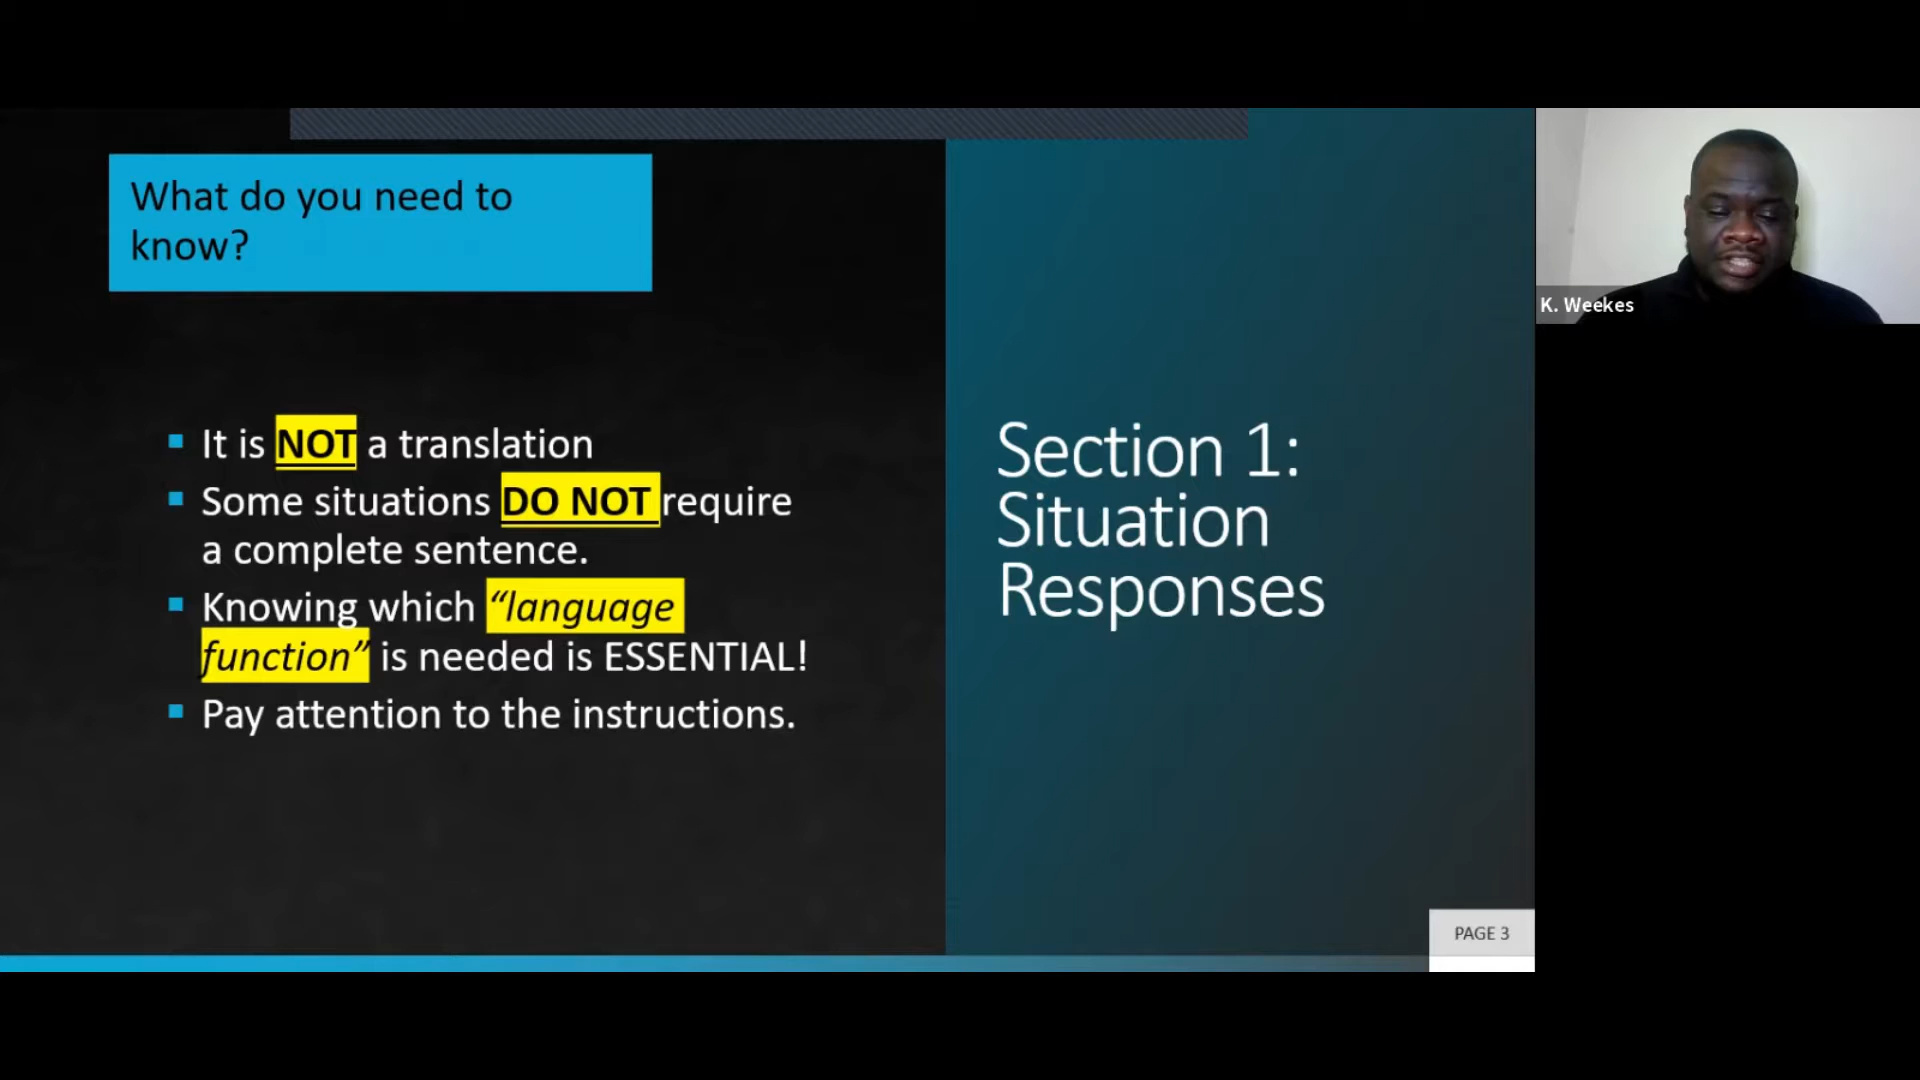 What do you need to
know?
It is NOT a translation
Some situations DO NOT require
a complete sentence.
Knowing which “language
function” is needed is ESSENTIAL!
Pay attention to the instructions.
Section 1:
Situation
Responses
PAGE 3
K. Weekes